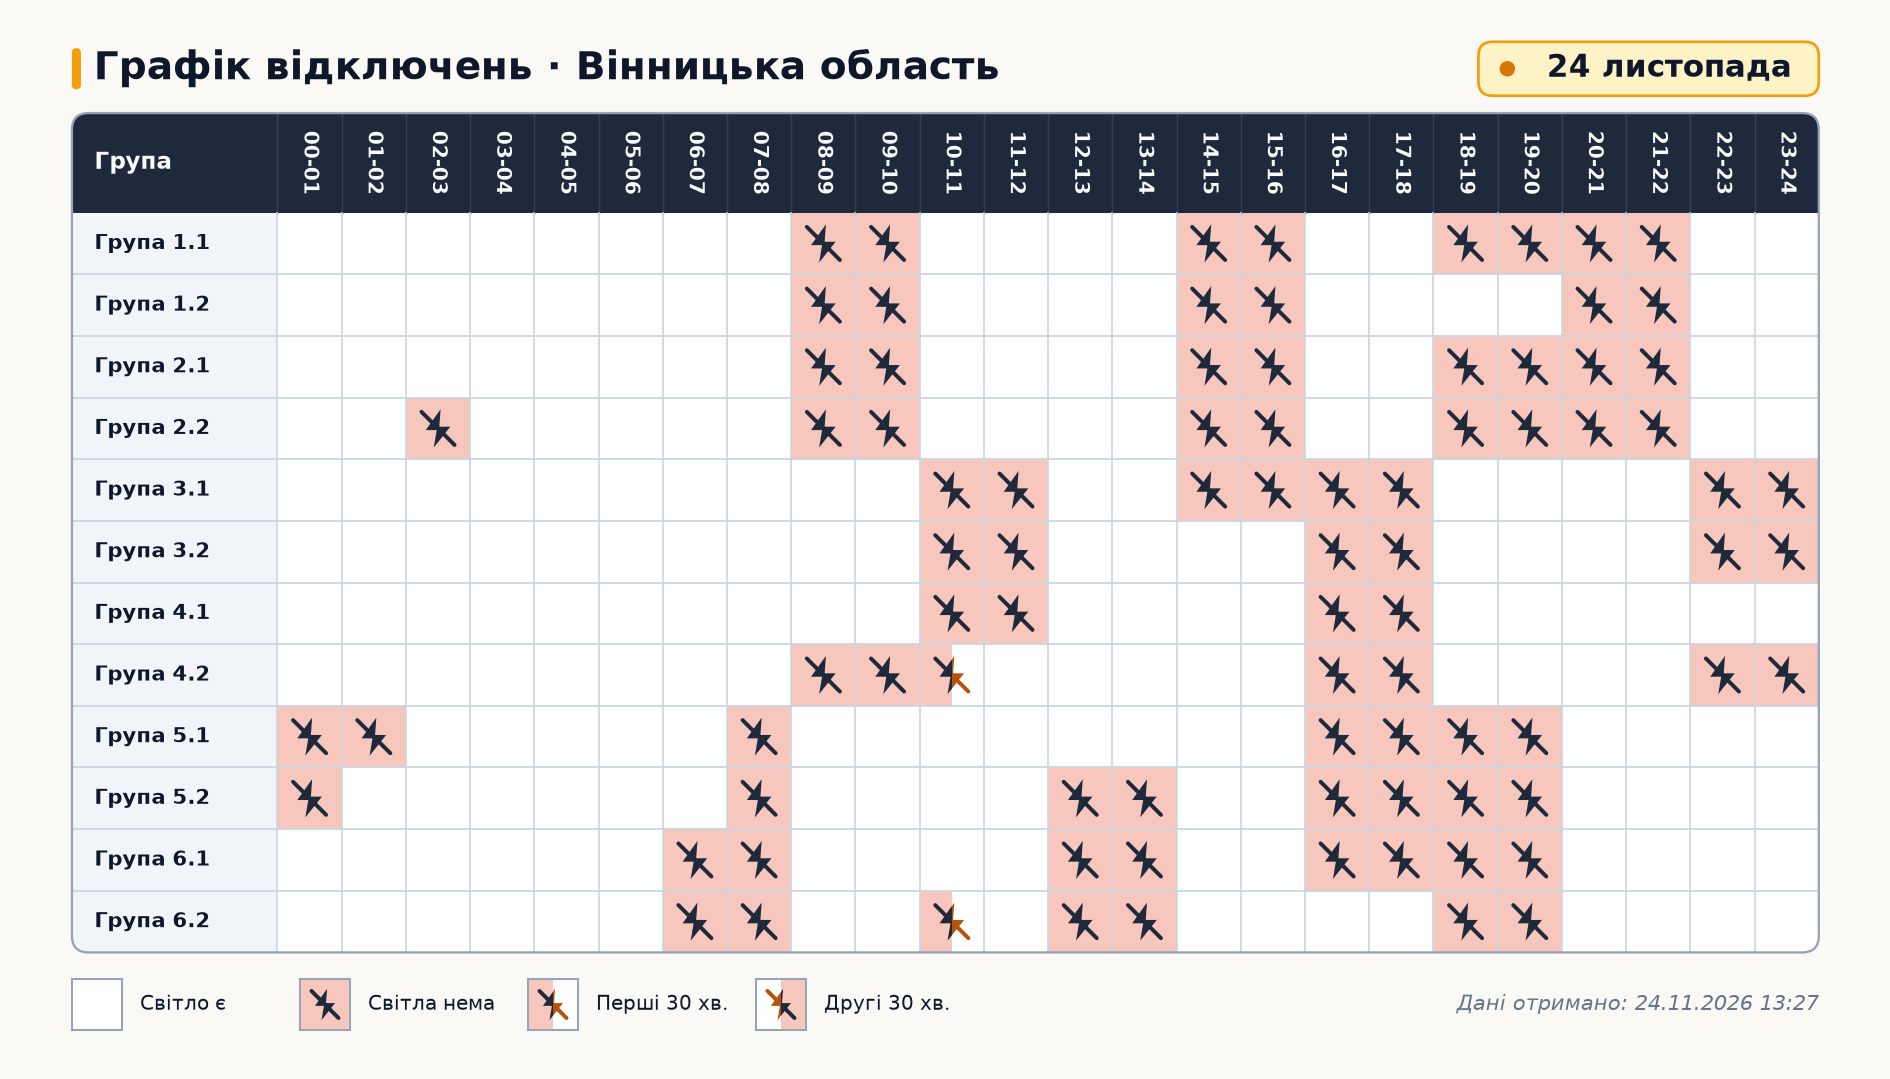 Графік відключень · Вінницька область
24 листопада
Група 00-01 01-02 02-03 03-04 04-05 05-06 06-07 07-08 08-09 09-10 10-11 11-12 12-13 13-14 14-15 15-16 16-17 17-18 18-19 19-20 20-21 21-22 22-23 23-24
Група 1.1
Група 1.2
Група 2.1
Група 2.2
Група 3.1
Група 3.2
Група 4.1
Група 4.2
Група 5.1
Група 5.2
Група 6.1
Група 6.2
Світло є Світла нема Перші 30 хв. Другі 30 хв.
Дані отримано: 24.11.2026 13:27